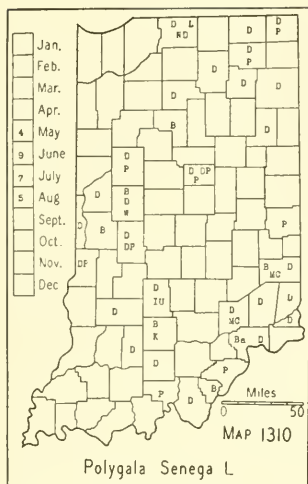 Jan.
Feb.
Mar.
Apr.
4 May
9 June
7 July
5 Aug
Sept.
Oct.
Nov.
Dec
D L
ND
D
D
P
D
P
D
D
D
D
B
D
D
P
D DP
P
B
D
W
D
P
D
B
D
DP
DP
B
MC
D
IU
D
MC
D
L
D
D
B
K
Ba
D
D
D
P
B
P
D
Miles
0 50
MAP 1310
Polygala Senega L